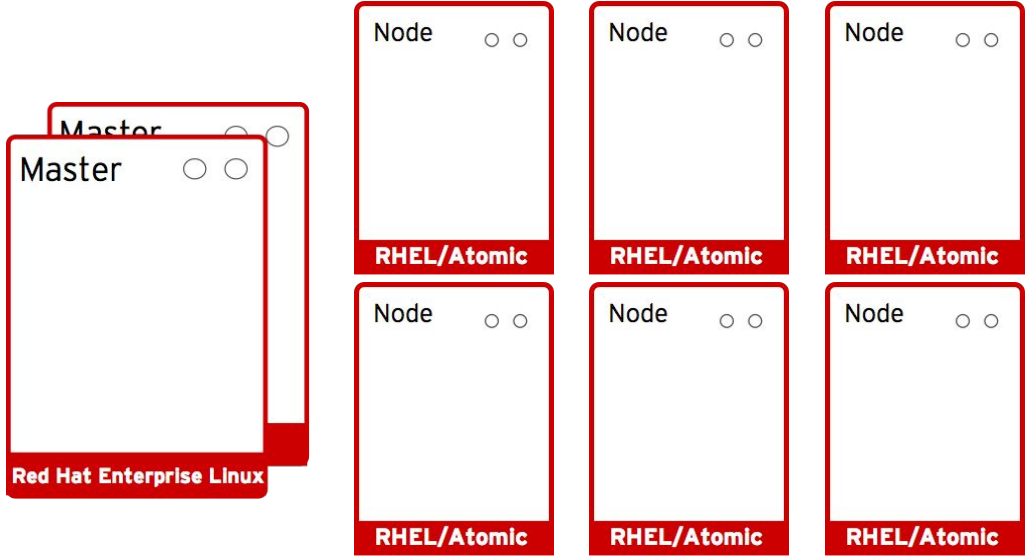 Master
Master
Red Hat Enterprise Linux
Node
Node
Node
RHEL/Atomic
RHEL/Atomic
RHEL/Atomic
Node
Node
Node
RHEL/Atomic
RHEL/Atomic
RHEL/Atomic